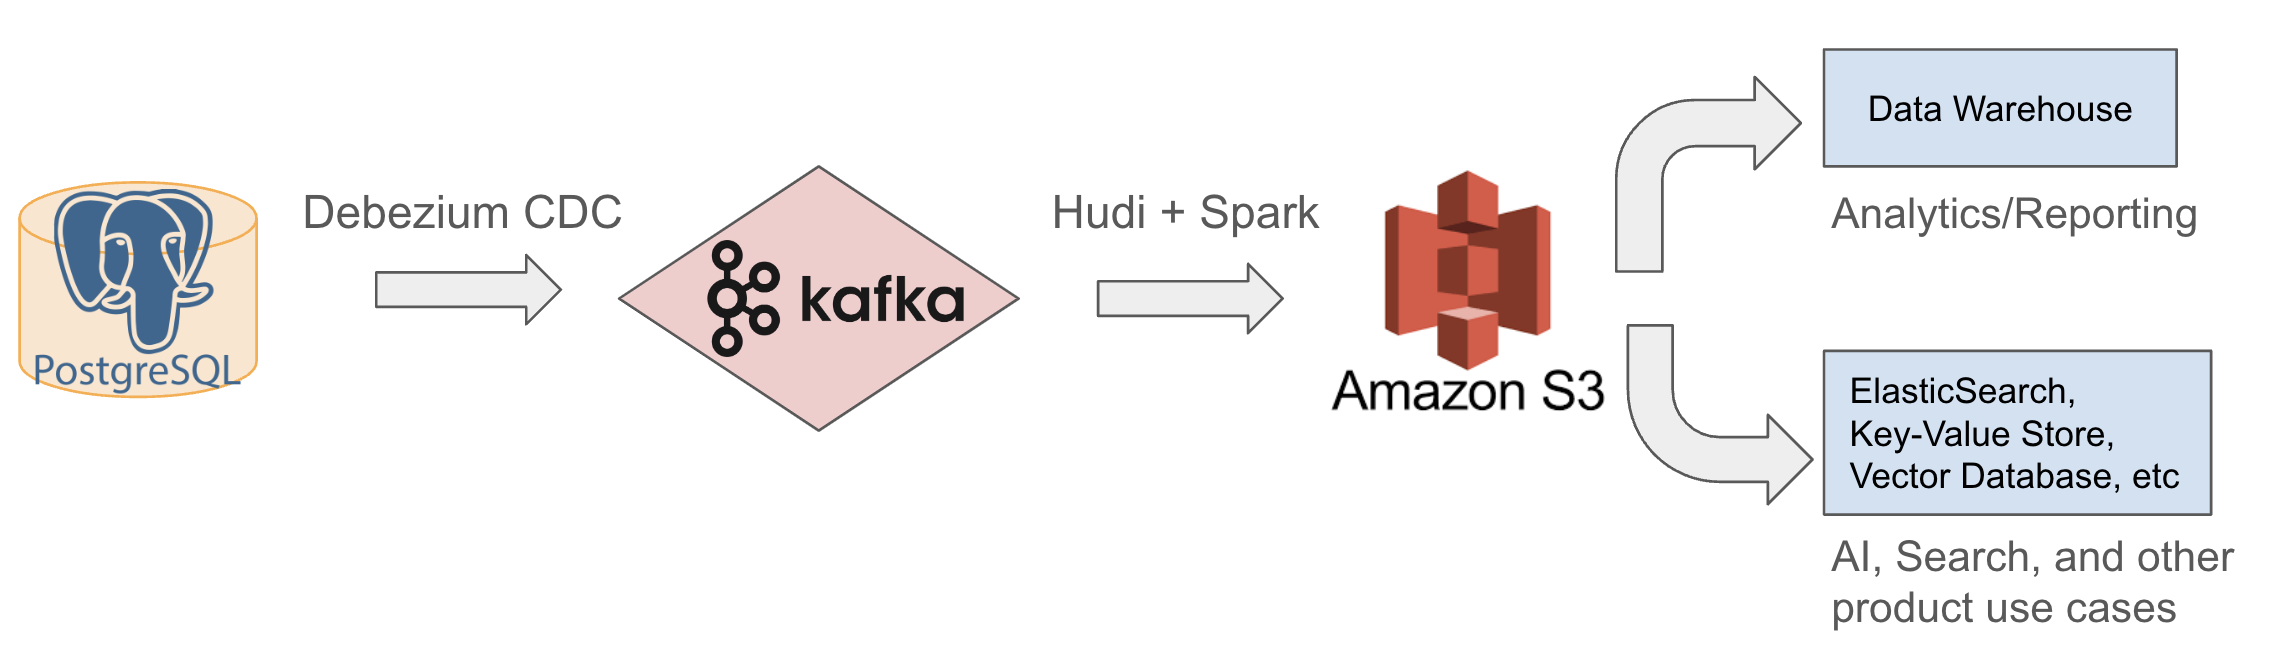 PostgreSQL
Debezium CDC
kafka
Hudi + Spark
Amazon S3
Data Warehouse
Analytics/Reporting
ElasticSearch,
Key-Value Store,
Vector Database, etc
AI, Search, and other
product use cases